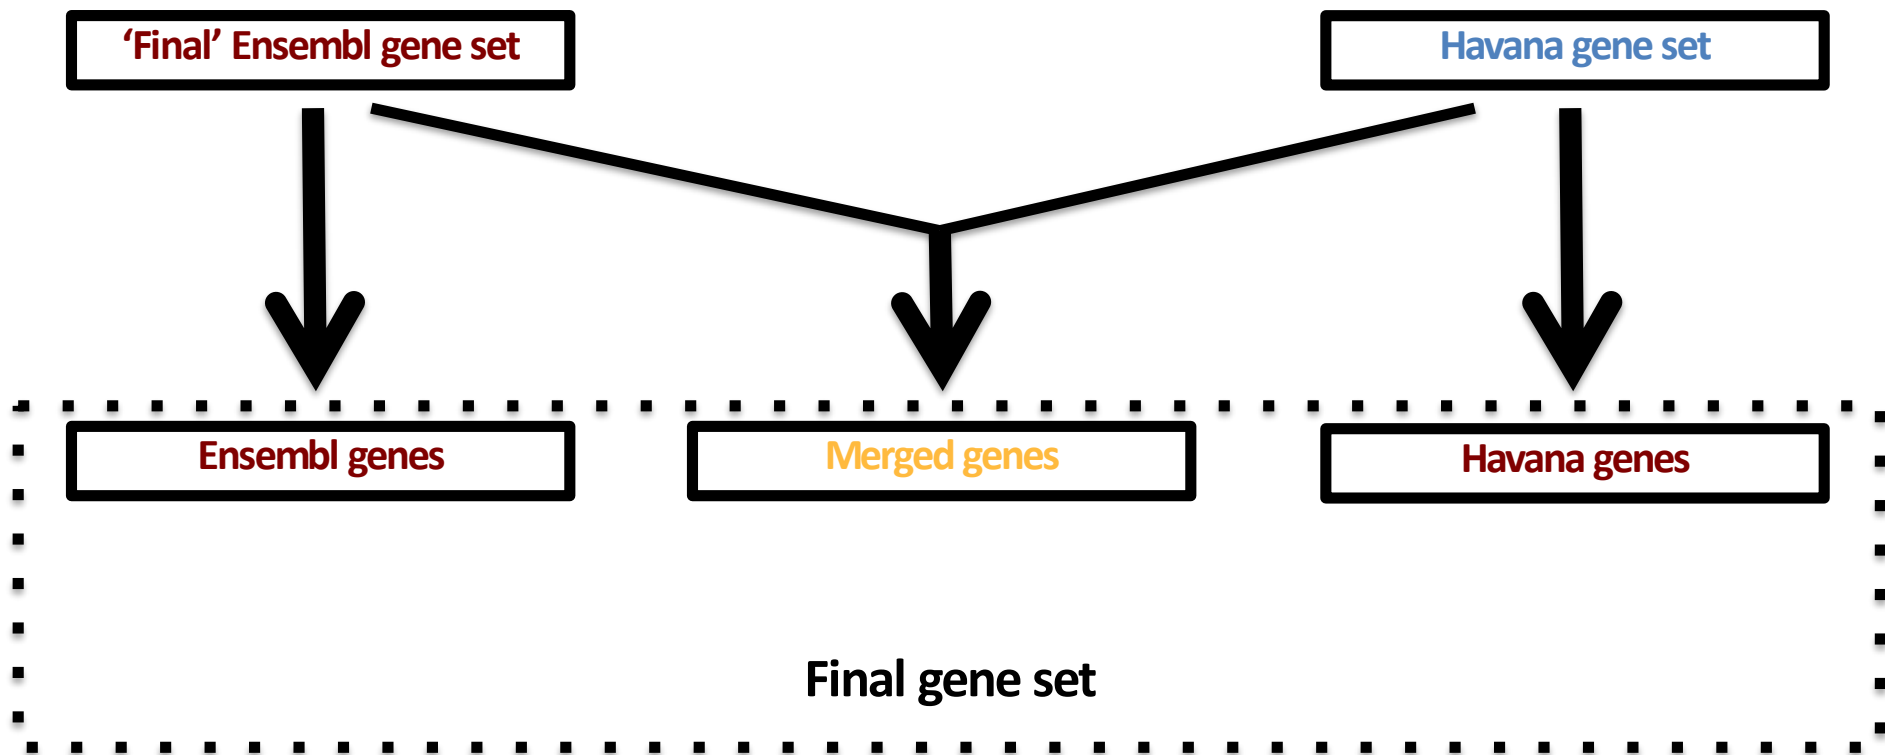 ‘Final’ Ensembl gene set
Havana gene set
Ensembl genes
Merged genes
Havana genes
Final gene set